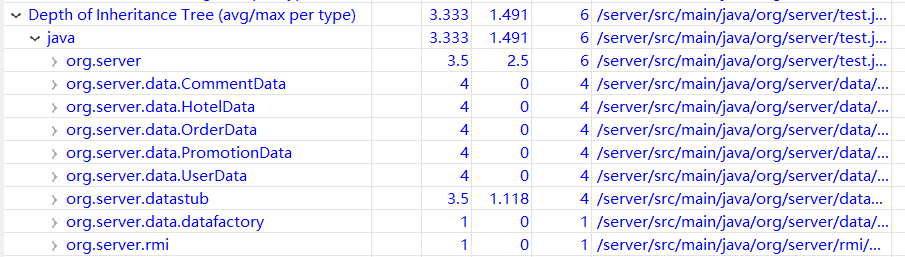 Depth of Inheritance Tree (avg/max per type) 3.333 1.491 6 /server/src/main/java/org/server/test.j...
java 3.333 1.491 6 /server/src/main/java/org/server/test.j...
org.server 3.5 2.5 6 /server/src/main/java/org/server/test.j...
org.server.data.CommentData 4 0 4 /server/src/main/java/org/server/data/...
org.server.data.HotelData 4 0 4 /server/src/main/java/org/server/data/...
org.server.data.OrderData 4 0 4 /server/src/main/java/org/server/data/...
org.server.data.PromotionData 4 0 4 /server/src/main/java/org/server/data/...
org.server.data.UserData 4 0 4 /server/src/main/java/org/server/data/...
org.server.datastub 3.5 1.118 4 /server/src/main/java/org/server/data...
org.server.data.datafactory 1 0 1 /server/src/main/java/org/server/data/...
org.server.rmi 1 0 1 /server/src/main/java/org/server/rmi/...